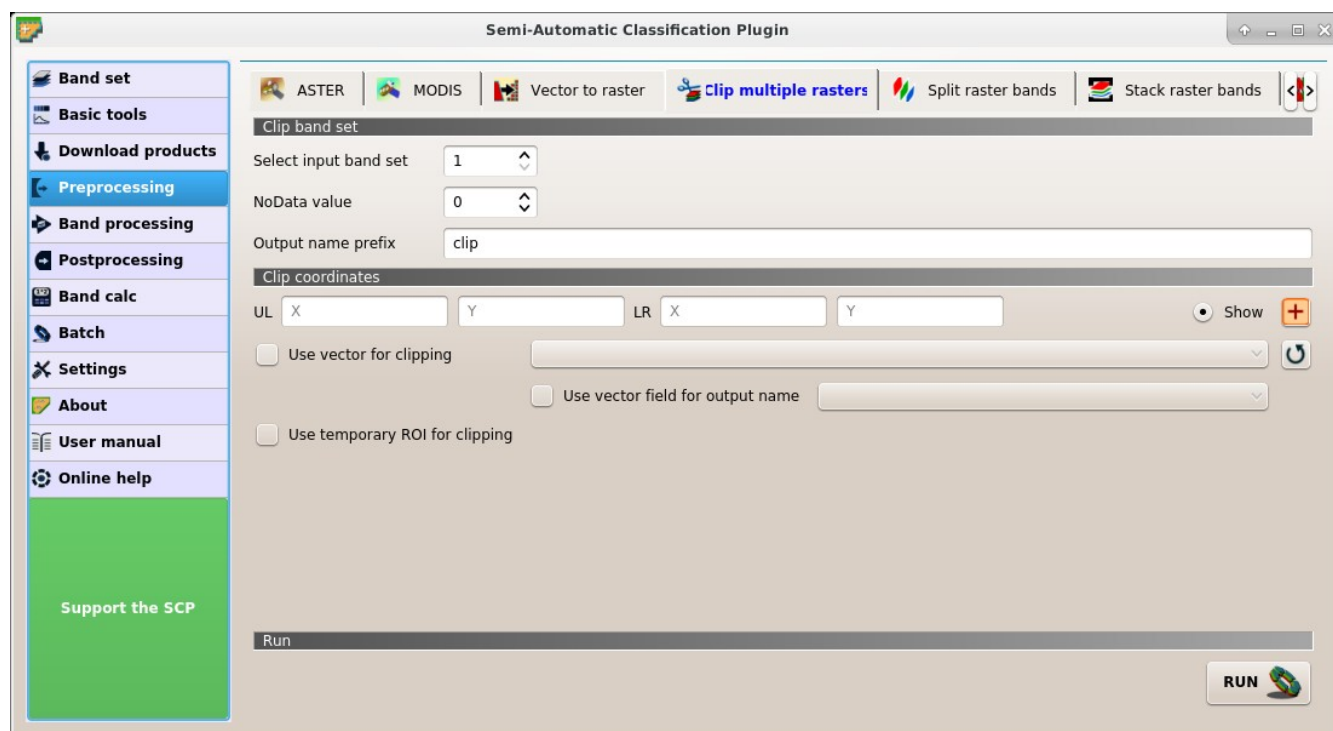 Semi-Automatic Classification Plugin
Band set
Basic tools
Download products
Preprocessing
Band processing
Postprocessing
Band calc
Batch
Settings
About
User manual
Online help
Support the SCP
ASTER MODIS Vector to raster Clip multiple rasters Split raster bands Stack raster bands
Clip band set
Select input band set 1
NoData value 0
Output name prefix clip
Clip coordinates
UL X Y LR X Y Show
Use vector for clipping
Use vector field for output name
Use temporary ROI for clipping
Run
RUN